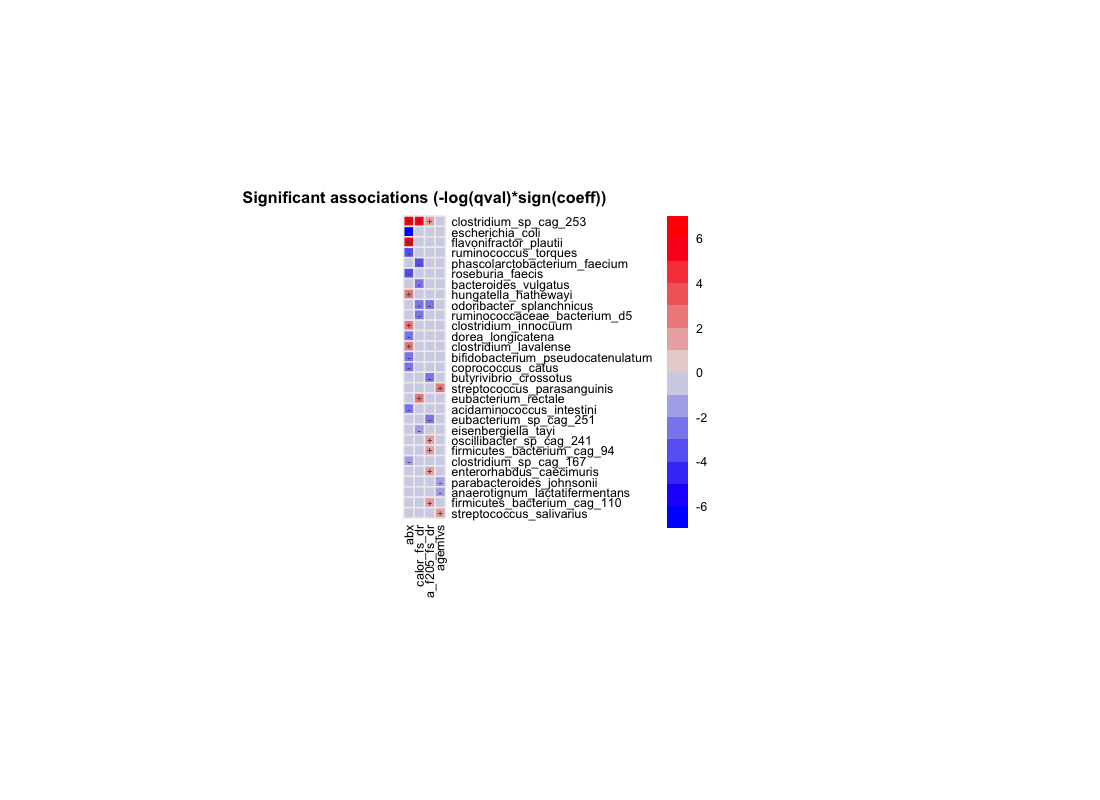 Significant associations (-log(qval)*sign(coeff))
clostridium_sp_cag_253
escherichia_coli
flavonifractor_plautii
ruminococcus_torques
phascolarctobacterium_faecium
roseburia_faecis
bacteroides_vulgatus
hungatella_hathewayi
odoribacter_splanchnicus
ruminococcaceae_bacterium_d5
clostridium_innocuum
dorea_longicatena
clostridium_lavalense
bifidobacterium_pseudocatenulatum
coprococcus_catus
butyrivibrio_crossotus
streptococcus_parasanguinis
eubacterium_rectale
acidaminococcus_intestini
eubacterium_sp_cag_251
eisenbergiella_tayi
oscillibacter_sp_cag_241
firmicutes_bacterium_cag_94
clostridium_sp_cag_167
enterorhabdus_caecimuris
parabacteroides_johnsonii
anaerotignum_lactatifermentans
firmicutes_bacterium_cag_110
streptococcus_salivarius
abx
calor_fs_dr
a_f205_fs_dr
agemlvs
6
4
2
0
-2
-4
-6